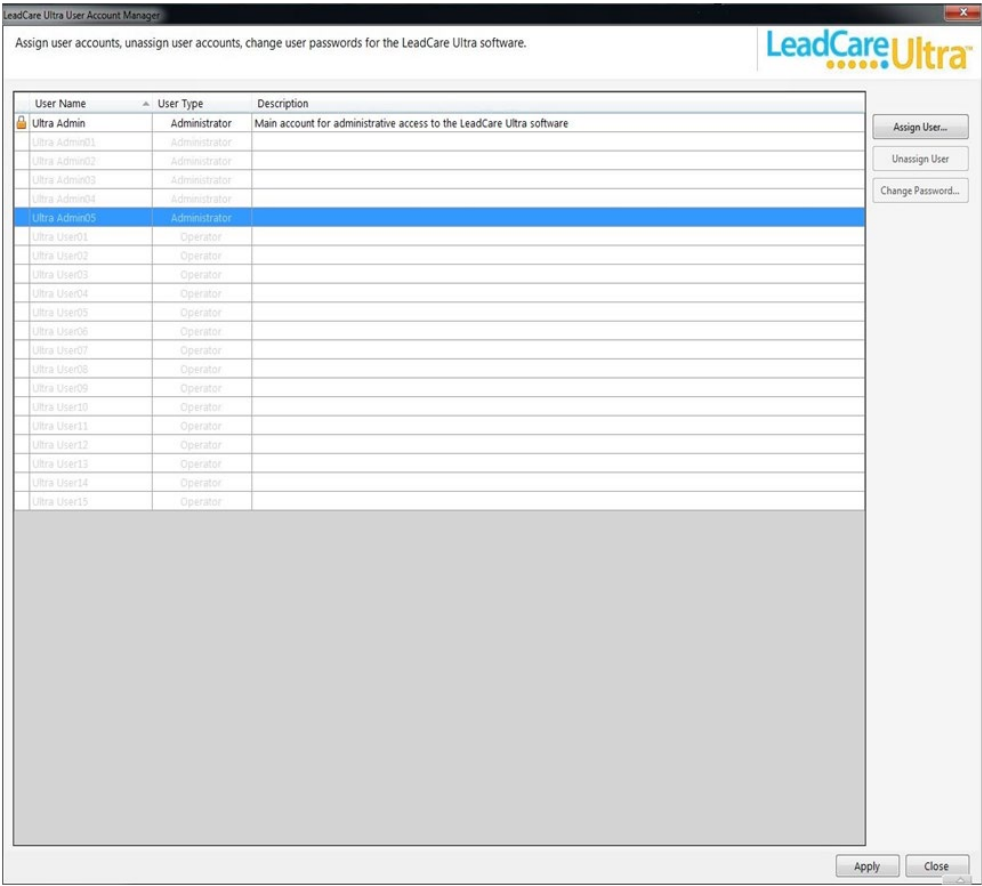 LeadCare Ultra User Account Manager
Assign user accounts, unassign user accounts, change user passwords for the LeadCare Ultra software.
LeadCare Ultra™
User Name User Type Description
Ultra Admin Administrator Main account for administrative access to the LeadCare Ultra software
Ultra Admin01 Administrator
Ultra Admin02 Administrator
Ultra Admin03 Administrator
Ultra Admin04 Administrator
Ultra Admin05 Administrator
Ultra User01 Operator
Ultra User02 Operator
Ultra User03 Operator
Ultra User04 Operator
Ultra User05 Operator
Ultra User06 Operator
Ultra User07 Operator
Ultra User08 Operator
Ultra User09 Operator
Ultra User10 Operator
Ultra User11 Operator
Ultra User12 Operator
Ultra User13 Operator
Ultra User14 Operator
Ultra User15 Operator
Assign User...
Unassign User
Change Password...
Apply Close